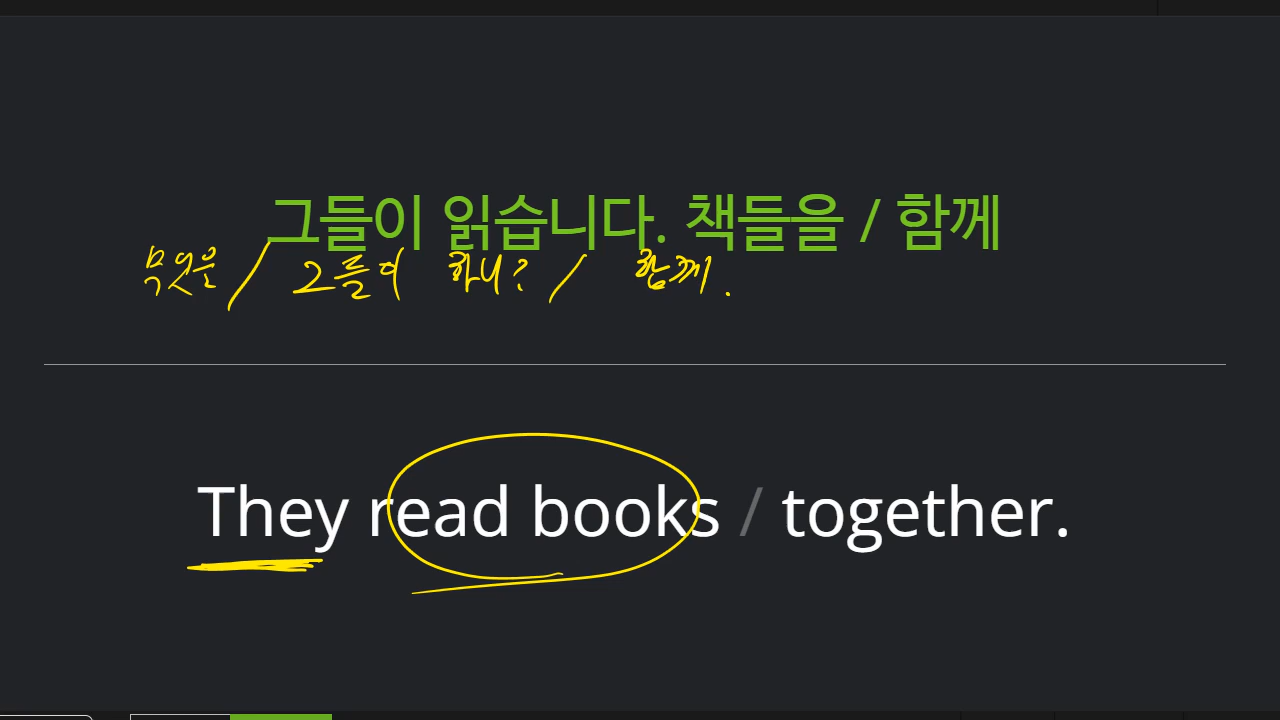 그들이 읽습니다. 책들을 / 함께
무엇을 / 그들이 하니? / 함께.
They read books / together.